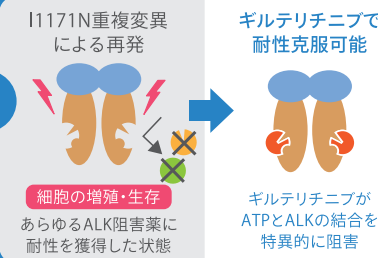 I1171N重複変異
による再発
細胞の増殖・生存
あらゆるALK阻害薬に
耐性を獲得した状態
ギルテリチニブで
耐性克服可能
ギルテリチニブが
ATPとALKの結合を
特異的に阻害